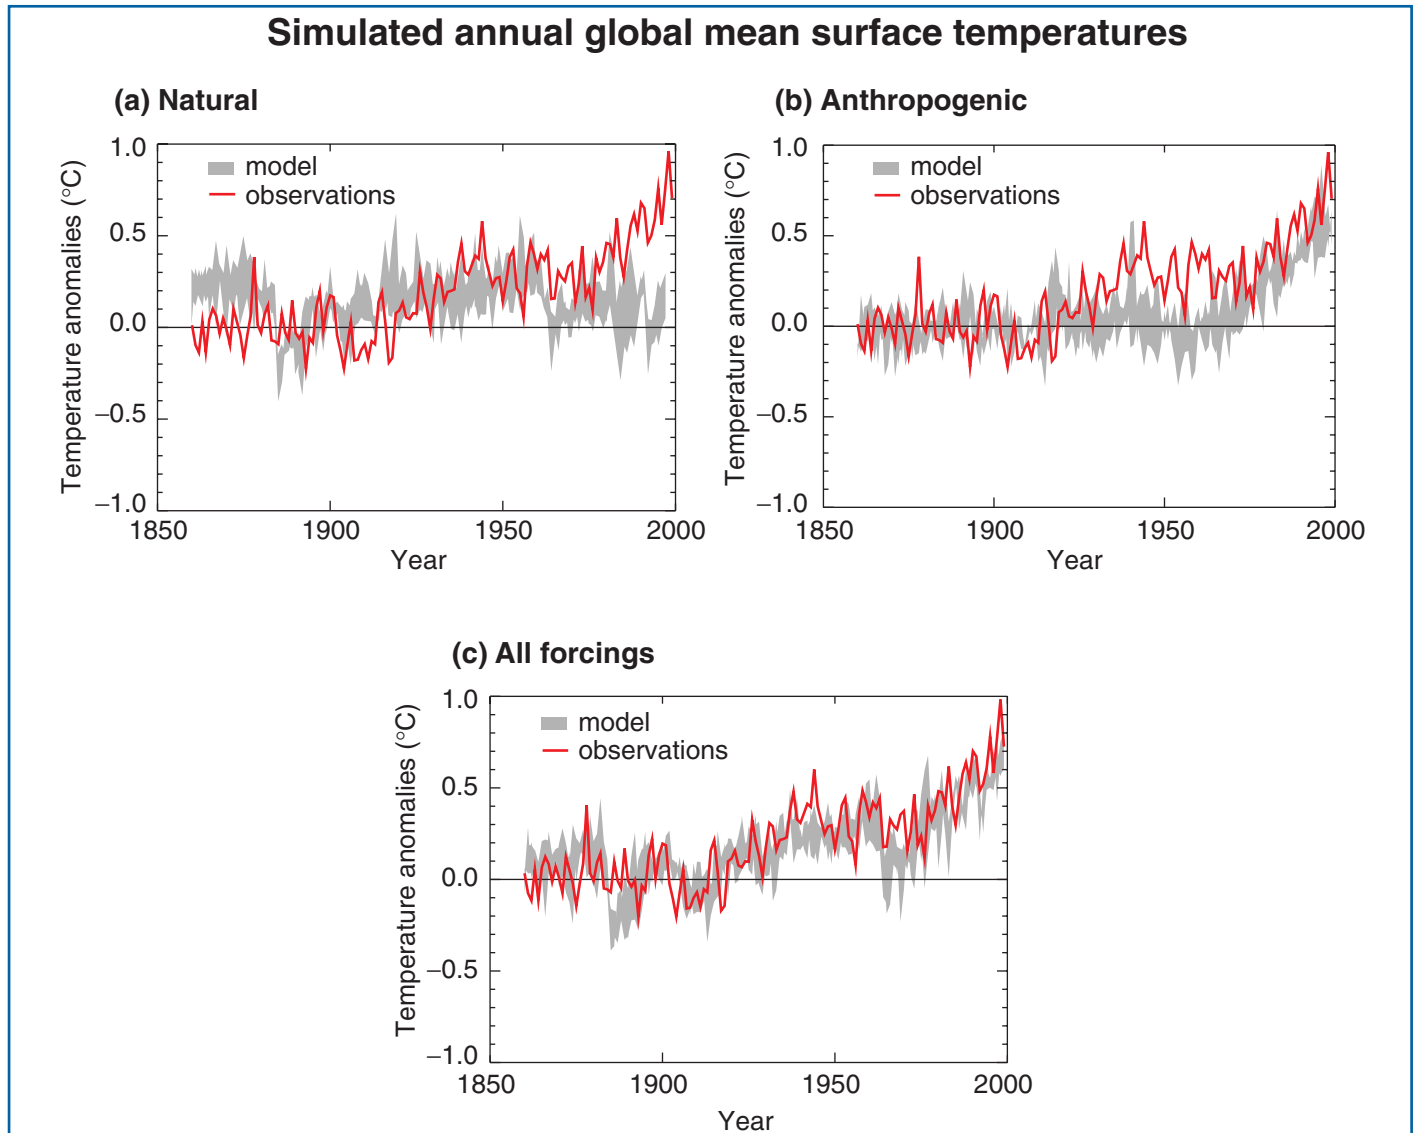 Simulated annual global mean surface temperatures
(a) Natural
Temperature anomalies (°C)
1.0
0.5
0.0
−0.5
−1.0
model
observations
1850 1900 1950 2000
Year
(b) Anthropogenic
Temperature anomalies (°C)
1.0
0.5
0.0
−0.5
−1.0
model
observations
1850 1900 1950 2000
Year
(c) All forcings
Temperature anomalies (°C)
1.0
0.5
0.0
−0.5
−1.0
model
observations
1850 1900 1950 2000
Year